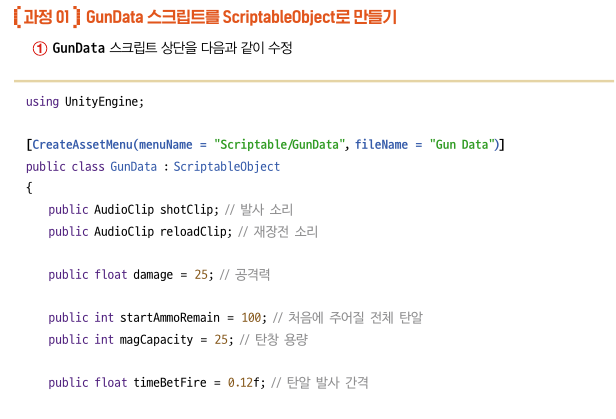 [과정 01] GunData 스크립트를 ScriptableObject로 만들기
① GunData 스크립트 상단을 다음과 같이 수정
using UnityEngine;
[CreateAssetMenu(menuName = "Scriptable/GunData", fileName = "Gun Data")]
public class GunData : ScriptableObject
{
public AudioClip shotClip; // 발사 소리
public AudioClip reloadClip; // 재장전 소리
public float damage = 25; // 공격력
public int startAmmoRemain = 100; // 처음에 주어질 전체 탄알
public int magCapacity = 25; // 탄창 용량
public float timeBetFire = 0.12f; // 탄알 발사 간격